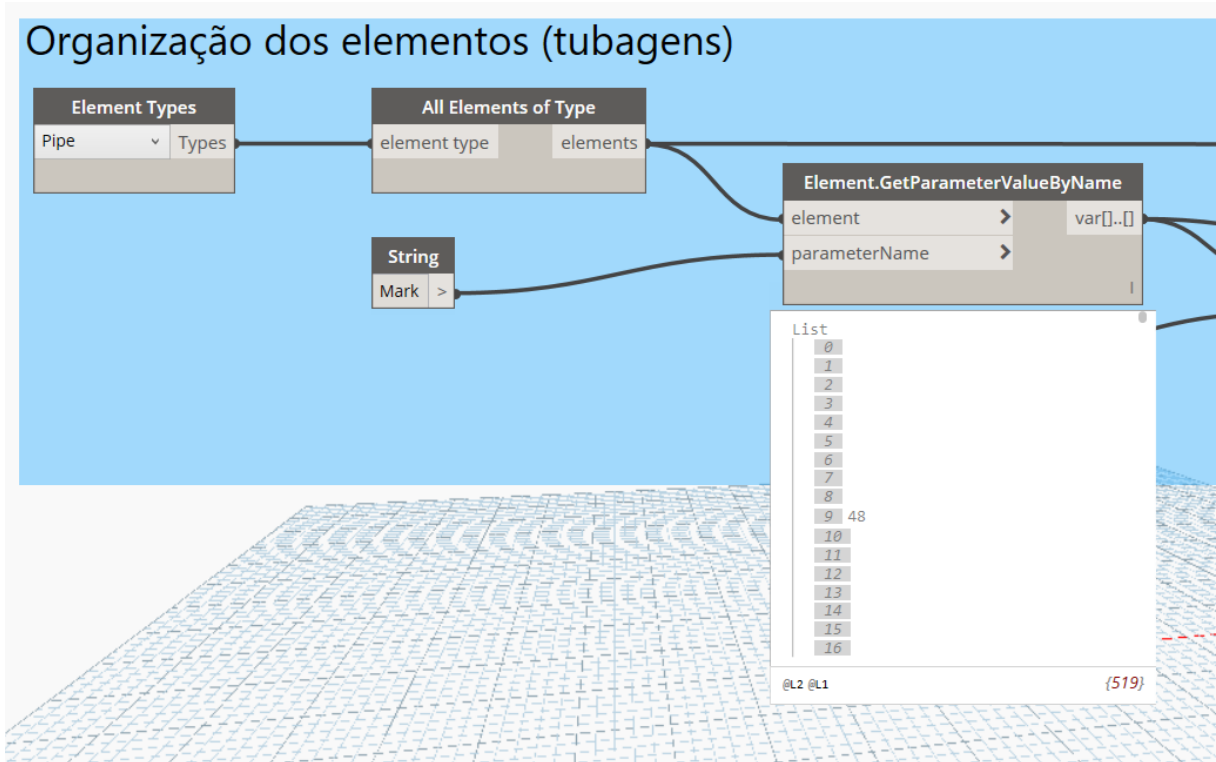 Organização dos elementos (tubagens)
Element Types
Pipe Types
All Elements of Type
element type elements
String
Mark >
Element.GetParameterValueByName
element var[]..[]
parameterName
l
List
0
1
2
3
4
5
6
7
8
9 48
10
11
12
13
14
15
16
@L2 @L1 {519}